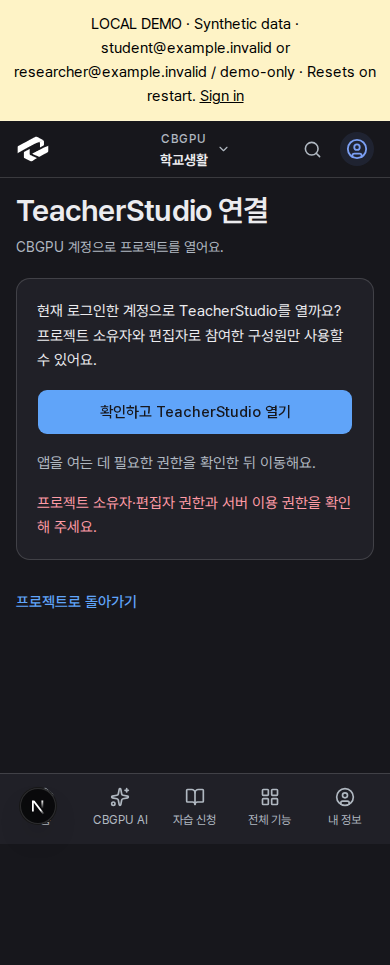 LOCAL DEMO · Synthetic data ·
student@example.invalid or
researcher@example.invalid / demo-only · Resets on
restart. Sign in
CBGPU
학교생활
TeacherStudio 연결
CBGPU 계정으로 프로젝트를 열어요.
현재 로그인한 계정으로 TeacherStudio를 열까요?
프로젝트 소유자와 편집자로 참여한 구성원만 사용할
수 있어요.
확인하고 TeacherStudio 열기
앱을 여는 데 필요한 권한을 확인한 뒤 이동해요.
프로젝트 소유자·편집자 권한과 서버 이용 권한을 확인
해 주세요.
프로젝트로 돌아가기
CBGPU AI
자습 신청
전체 기능
내 정보